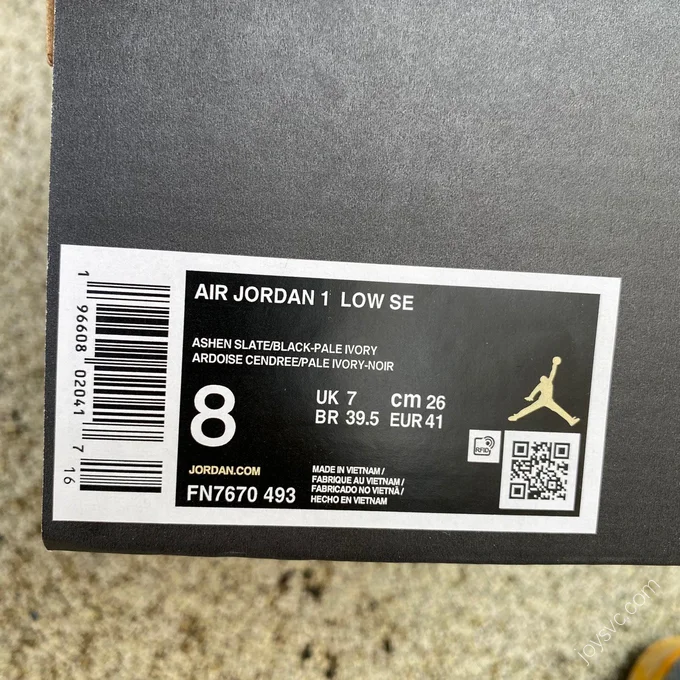 AIR JORDAN 1 LOW SE
ASHEN SLATE/BLACK-PALE IVORY
ARDOISE CENDREE/PALE IVORY-NOIR
8
UK 7 cm 26
BR 39.5 EUR 41
JORDAN.COM
FN7670 493
MADE IN VIETNAM /
FABRIQUE AU VIETNAM /
FABRICADO NO VIETNÃ /
HECHO EN VIETNAM
RFID
1 96608 02041 7 16
joysvc.com